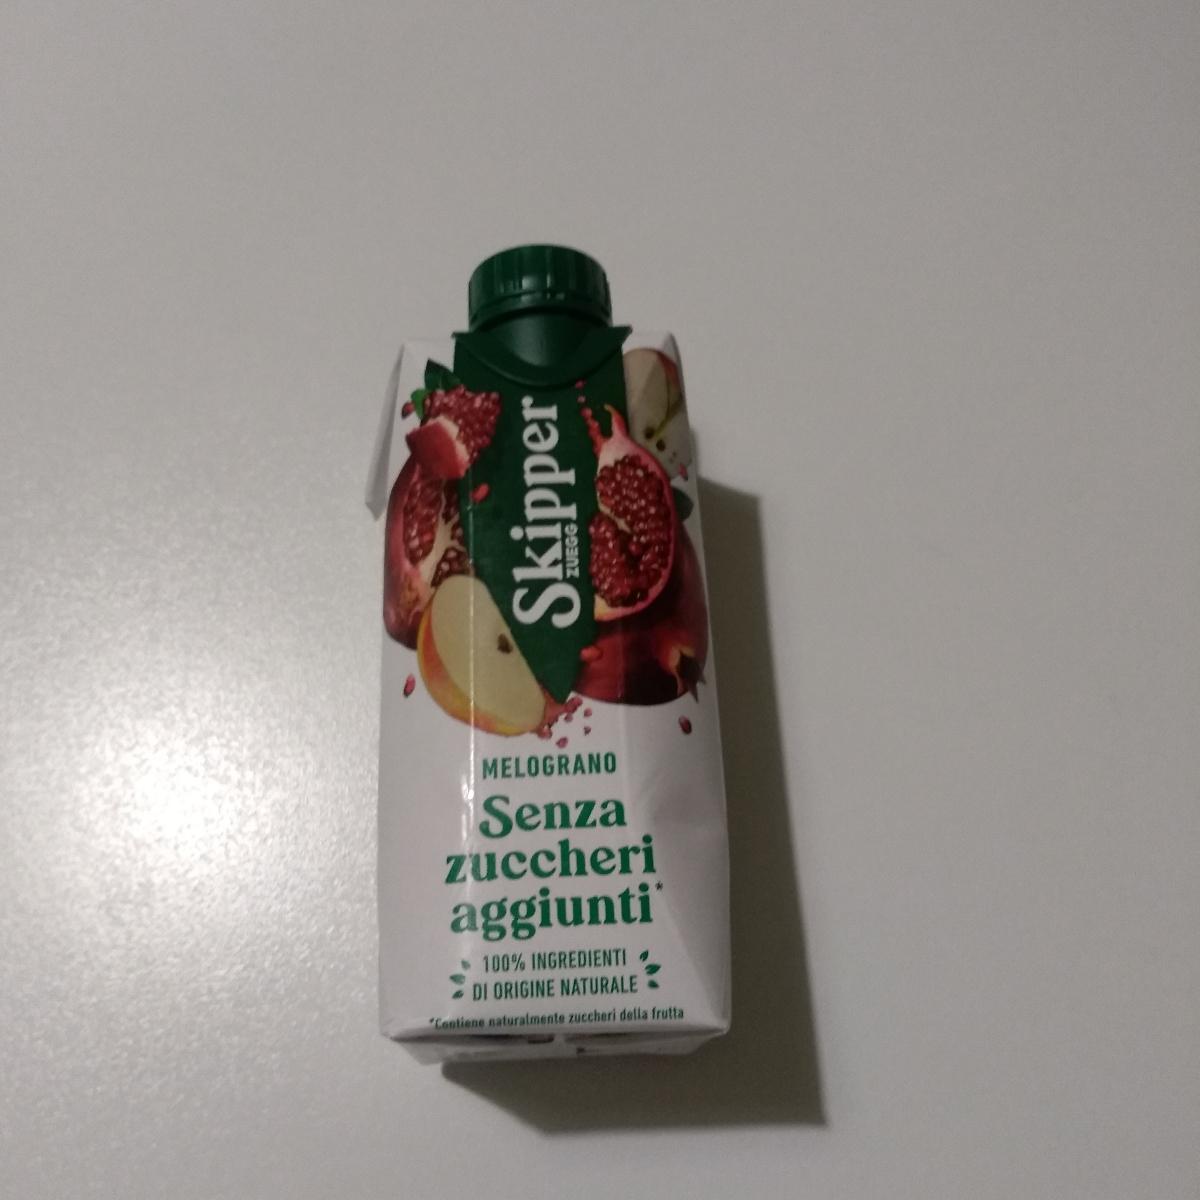 Skipper
ZUEGG
MELOGRANO
Senza
zuccheri
aggiunti*
100% INGREDIENTI
DI ORIGINE NATURALE
*Contiene naturalmente zuccheri della frutta